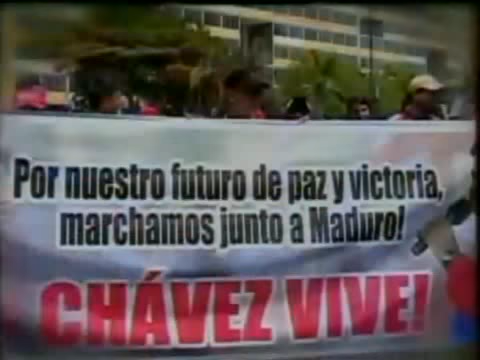 Por nuestro futuro de paz y victoria,
marchamos junto a Maduro!
CHÁVEZ VIVE!